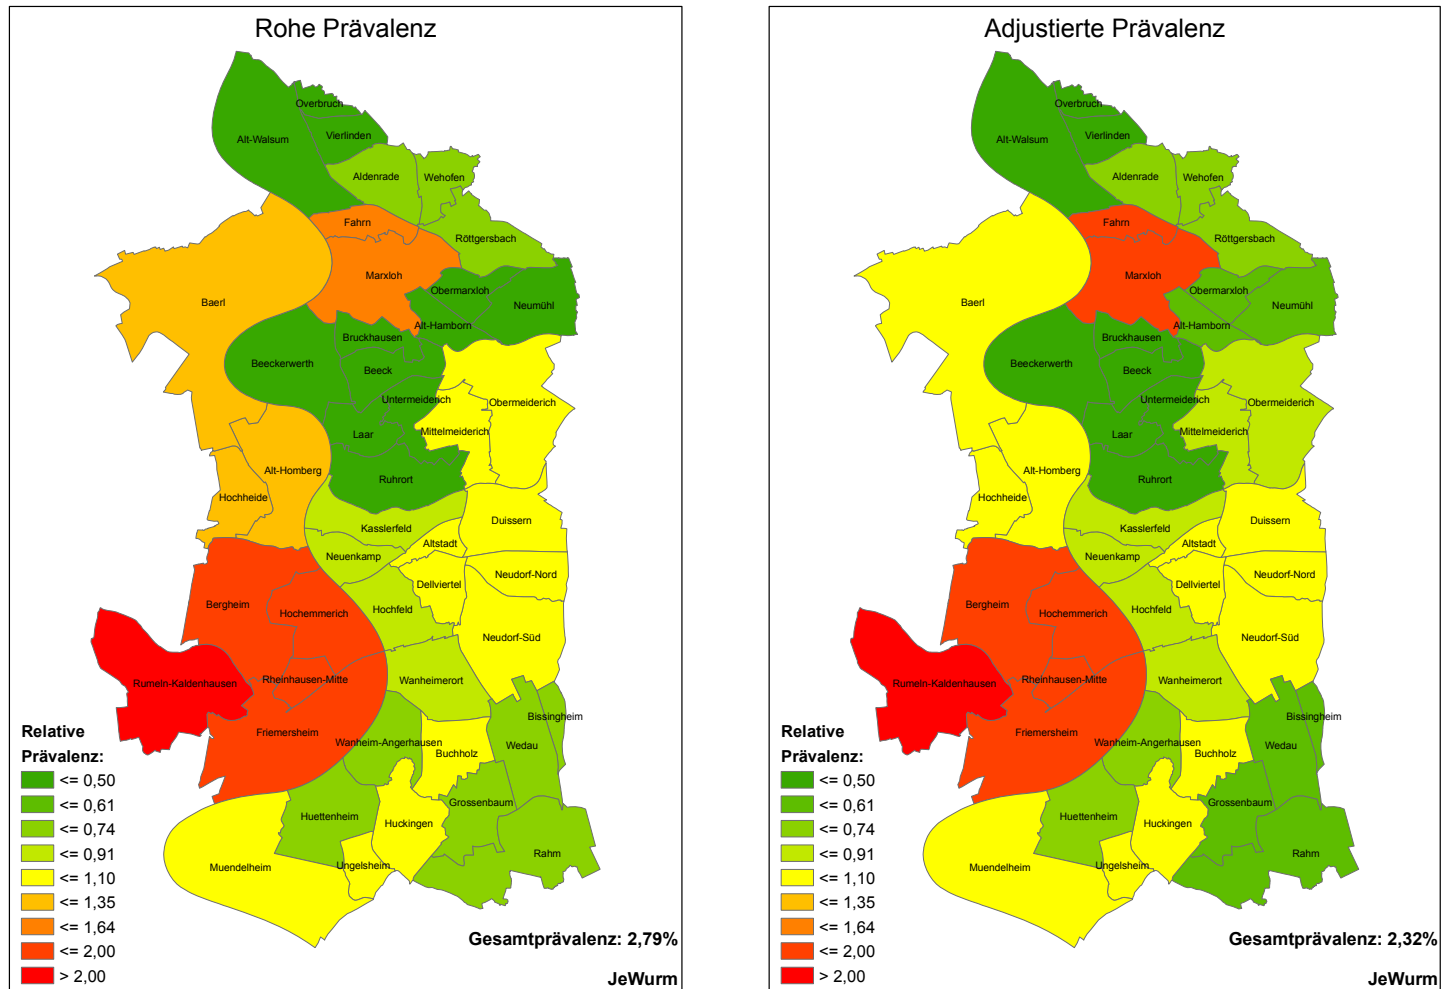 Rohe Prävalenz
Overbruch
Alt-Walsum
Vierlinden
Aldenrade
Wehofen
Fahrn
Röttgersbach
Marxloh
Obermarxloh
Baerl
Neumühl
Alt-Hamborn
Bruckhausen
Beeckerwerth
Beeck
Untermeiderich
Obermeiderich
Laar
Mittelmeiderich
Alt-Homberg
Ruhrort
Hochheide
Kasslerfeld
Duissern
Altstadt
Neuenkamp
Neudorf-Nord
Dellviertel
Bergheim
Hochemmerich
Hochfeld
Neudorf-Süd
Rumeln-Kaldenhausen
Rheinhausen-Mitte
Wanheimerort
Bissingheim
Friemersheim
Wanheim-Angerhausen
Wedau
Buchholz
Grossenbaum
Huettenheim
Huckingen
Rahm
Muendelheim
Ungelsheim
Relative
Prävalenz:
<= 0,50
<= 0,61
<= 0,74
<= 0,91
<= 1,10
<= 1,35
<= 1,64
<= 2,00
> 2,00
Gesamtprävalenz: 2,79%
JeWurm
Adjustierte Prävalenz
Overbruch
Alt-Walsum
Vierlinden
Aldenrade
Wehofen
Fahrn
Röttgersbach
Marxloh
Obermarxloh
Baerl
Neumühl
Alt-Hamborn
Bruckhausen
Beeckerwerth
Beeck
Untermeiderich
Obermeiderich
Laar
Mittelmeiderich
Alt-Homberg
Ruhrort
Hochheide
Kasslerfeld
Duissern
Altstadt
Neuenkamp
Neudorf-Nord
Dellviertel
Bergheim
Hochemmerich
Hochfeld
Neudorf-Süd
Rumeln-Kaldenhausen
Rheinhausen-Mitte
Wanheimerort
Bissingheim
Friemersheim
Wanheim-Angerhausen
Wedau
Buchholz
Grossenbaum
Huettenheim
Huckingen
Rahm
Muendelheim
Ungelsheim
Relative
Prävalenz:
<= 0,50
<= 0,61
<= 0,74
<= 0,91
<= 1,10
<= 1,35
<= 1,64
<= 2,00
> 2,00
Gesamtprävalenz: 2,32%
JeWurm